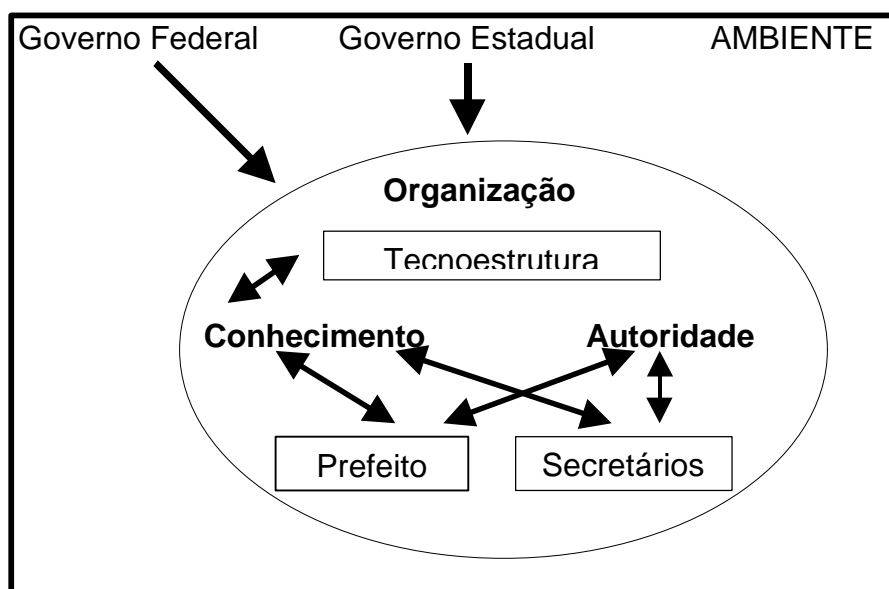 Governo Federal Governo Estadual AMBIENTE
Organização
Tecnoestrutura
Conhecimento Autoridade
Prefeito Secretários